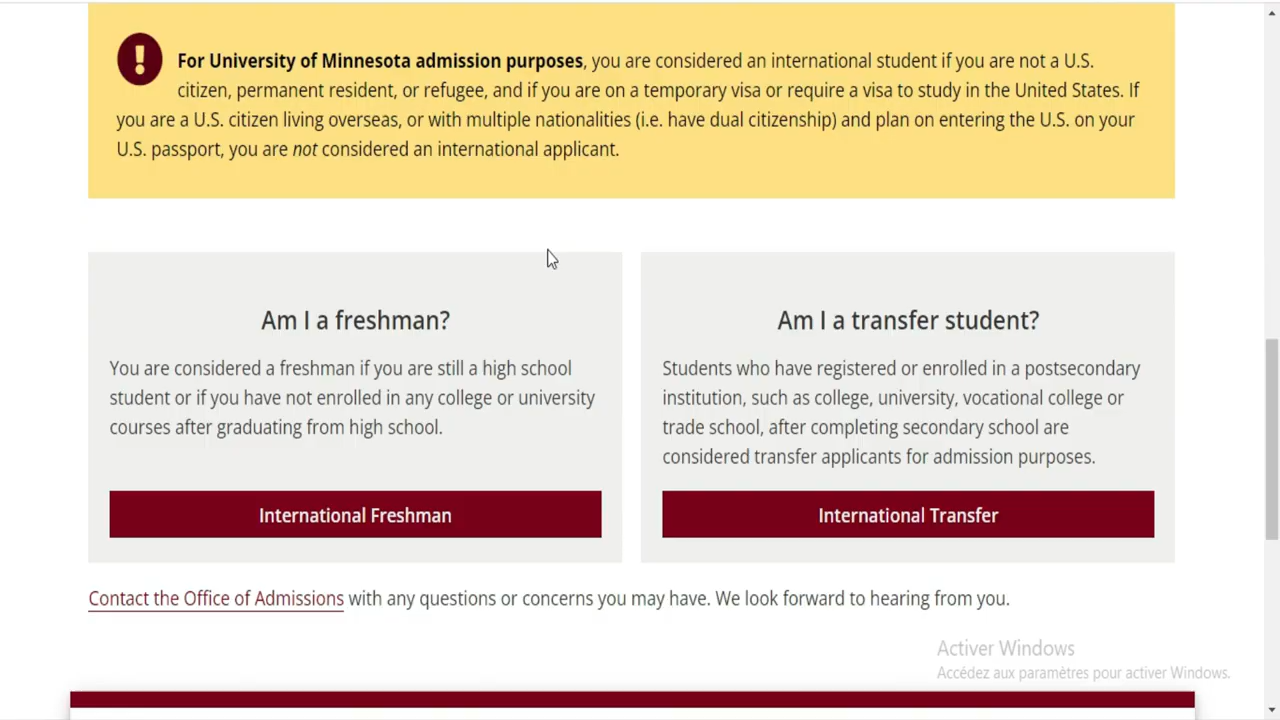 For University of Minnesota admission purposes, you are considered an international student if you are not a U.S.
citizen, permanent resident, or refugee, and if you are on a temporary visa or require a visa to study in the United States. If
you are a U.S. citizen living overseas, or with multiple nationalities (i.e. have dual citizenship) and plan on entering the U.S. on your
U.S. passport, you are not considered an international applicant.
Am I a freshman?
You are considered a freshman if you are still a high school
student or if you have not enrolled in any college or university
courses after graduating from high school.
International Freshman
Am I a transfer student?
Students who have registered or enrolled in a postsecondary
institution, such as college, university, vocational college or
trade school, after completing secondary school are
considered transfer applicants for admission purposes.
International Transfer
Contact the Office of Admissions with any questions or concerns you may have. We look forward to hearing from you.
Activer Windows
Accédez aux paramètres pour activer Windows.